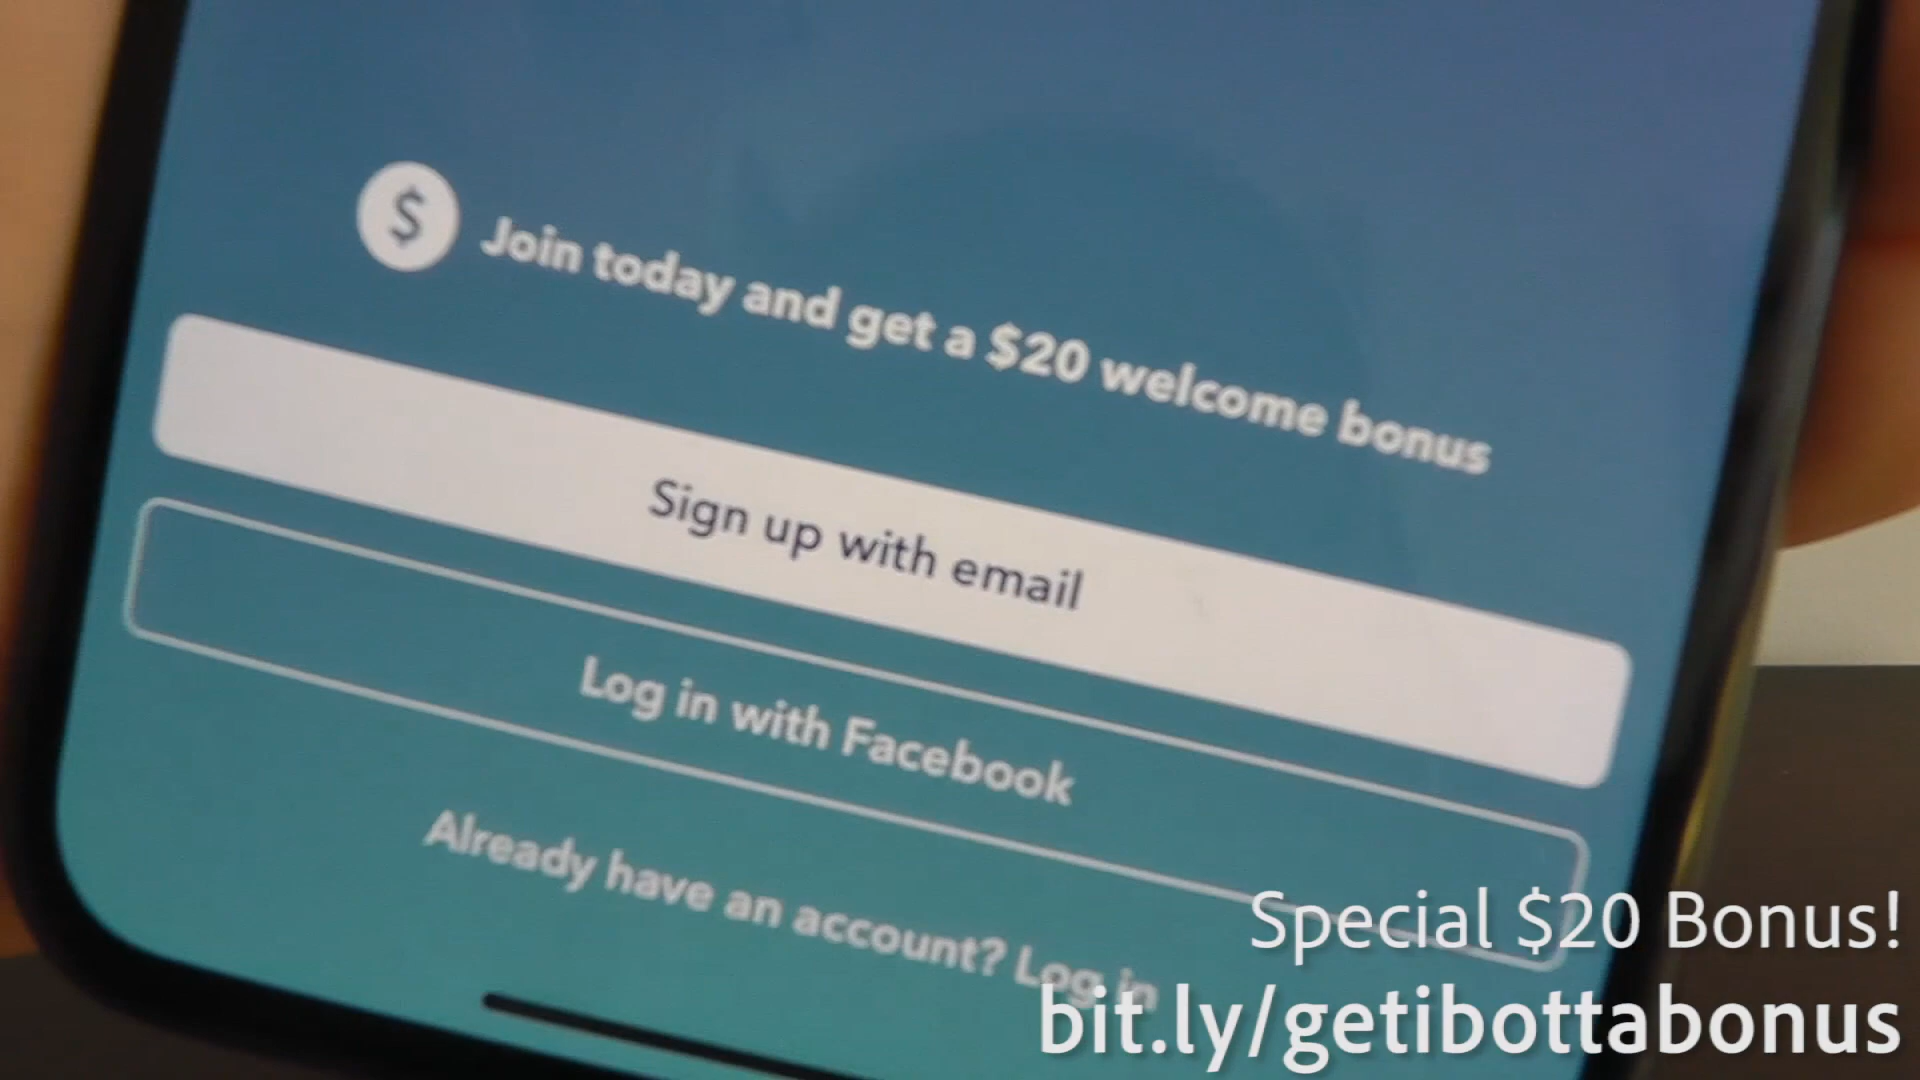 $
Join today and get a $20 welcome bonus
Sign up with email
Log in with Facebook
Already have an account? Log in
Special $20 Bonus!
bit.ly/getibottabonus